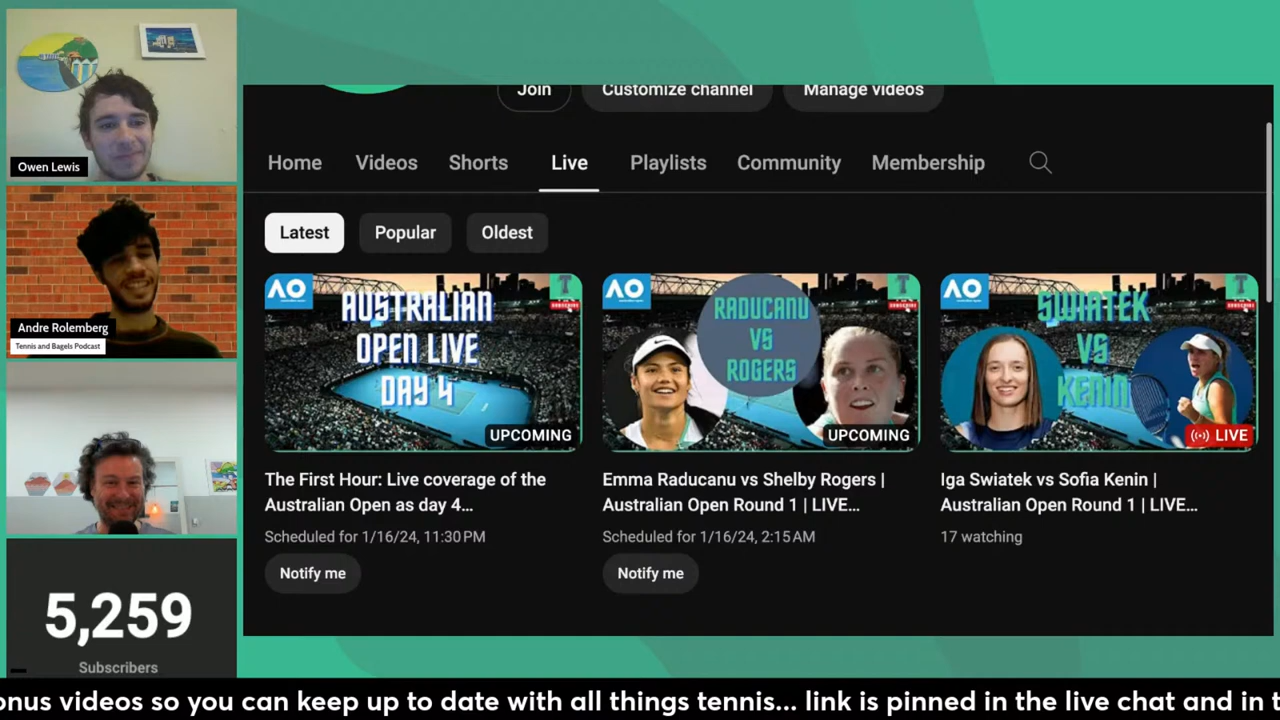 Owen Lewis
Andre Rolemberg
Tennis and Bagels Podcast
5,259
Subscribers
Join
Customize channel
Manage videos
Home
Videos
Shorts
Live
Playlists
Community
Membership
Latest
Popular
Oldest
AO
AUSTRALIAN
OPEN LIVE
DAY 4
UPCOMING
The First Hour: Live coverage of the
Australian Open as day 4...
Scheduled for 1/16/24, 11:30 PM
Notify me
AO
RADUCANU
VS
ROGERS
UPCOMING
Emma Raducanu vs Shelby Rogers |
Australian Open Round 1 | LIVE...
Scheduled for 1/16/24, 2:15 AM
Notify me
AO
SWIATEK
VS
KENIN
LIVE
Iga Swiatek vs Sofia Kenin |
Australian Open Round 1 | LIVE...
17 watching
onus videos so you can keep up to date with all things tennis... link is pinned in the live chat and in t